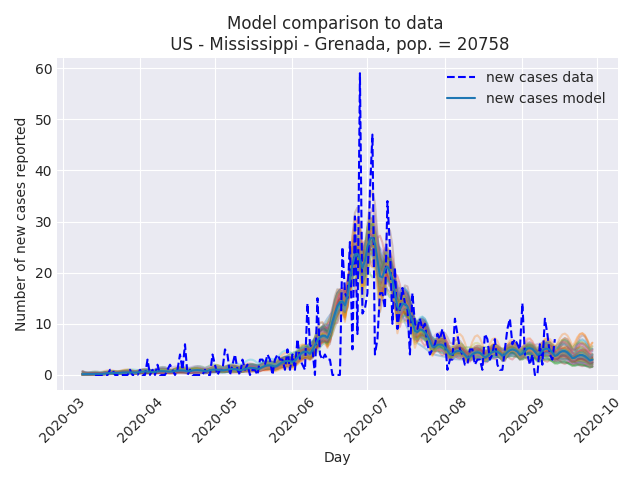 Model comparison to data
US - Mississippi - Grenada, pop. = 20758
new cases data
new cases model
Number of new cases reported
60
50
40
30
20
10
0
2020-03
2020-04
2020-05
2020-06
2020-07
2020-08
2020-09
2020-10
Day